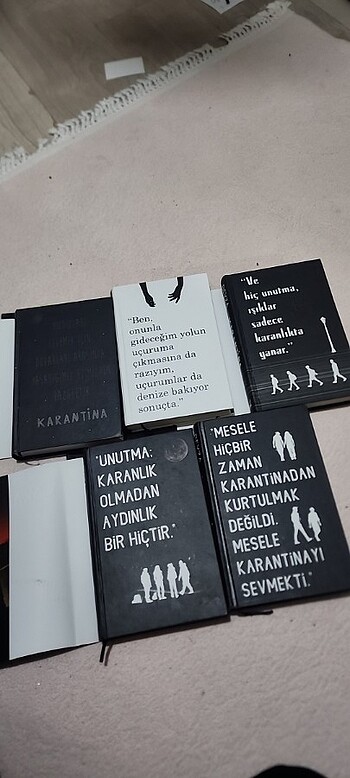 KARANTİNA
"Ben,
onunla
gideceğim yolun
uçuruma
çıkmasına da
razıyım,
uçurumlar da
denize bakıyor
sonuçta."
"Ve
hiç unutma,
ışıklar
sadece
karanlıkta
yanar."
"UNUTMA:
KARANLIK
OLMADAN
AYDINLIK
BİR HİÇTİR."
"MESELE
HİÇBİR
ZAMAN
KARANTİNADAN
KURTULMAK
DEĞİLDİ.
MESELE
KARANTİNAYI
SEVMEKTİ."